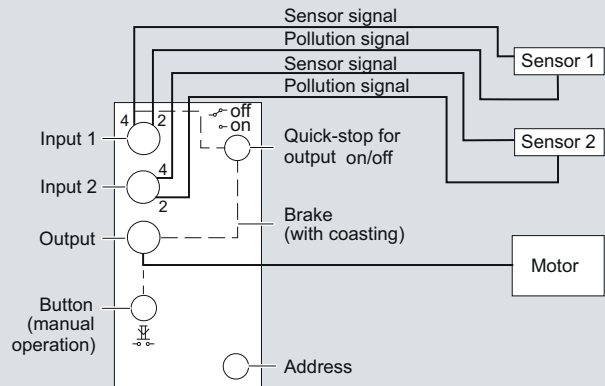 Sensor signal
Pollution signal
Sensor signal
Pollution signal
Sensor 1
Sensor 2
4 2
off
on
Input 1
Quick-stop for
output on/off
4
Input 2
2
Brake
(with coasting)
Output
Motor
Button
(manual
operation)
Address